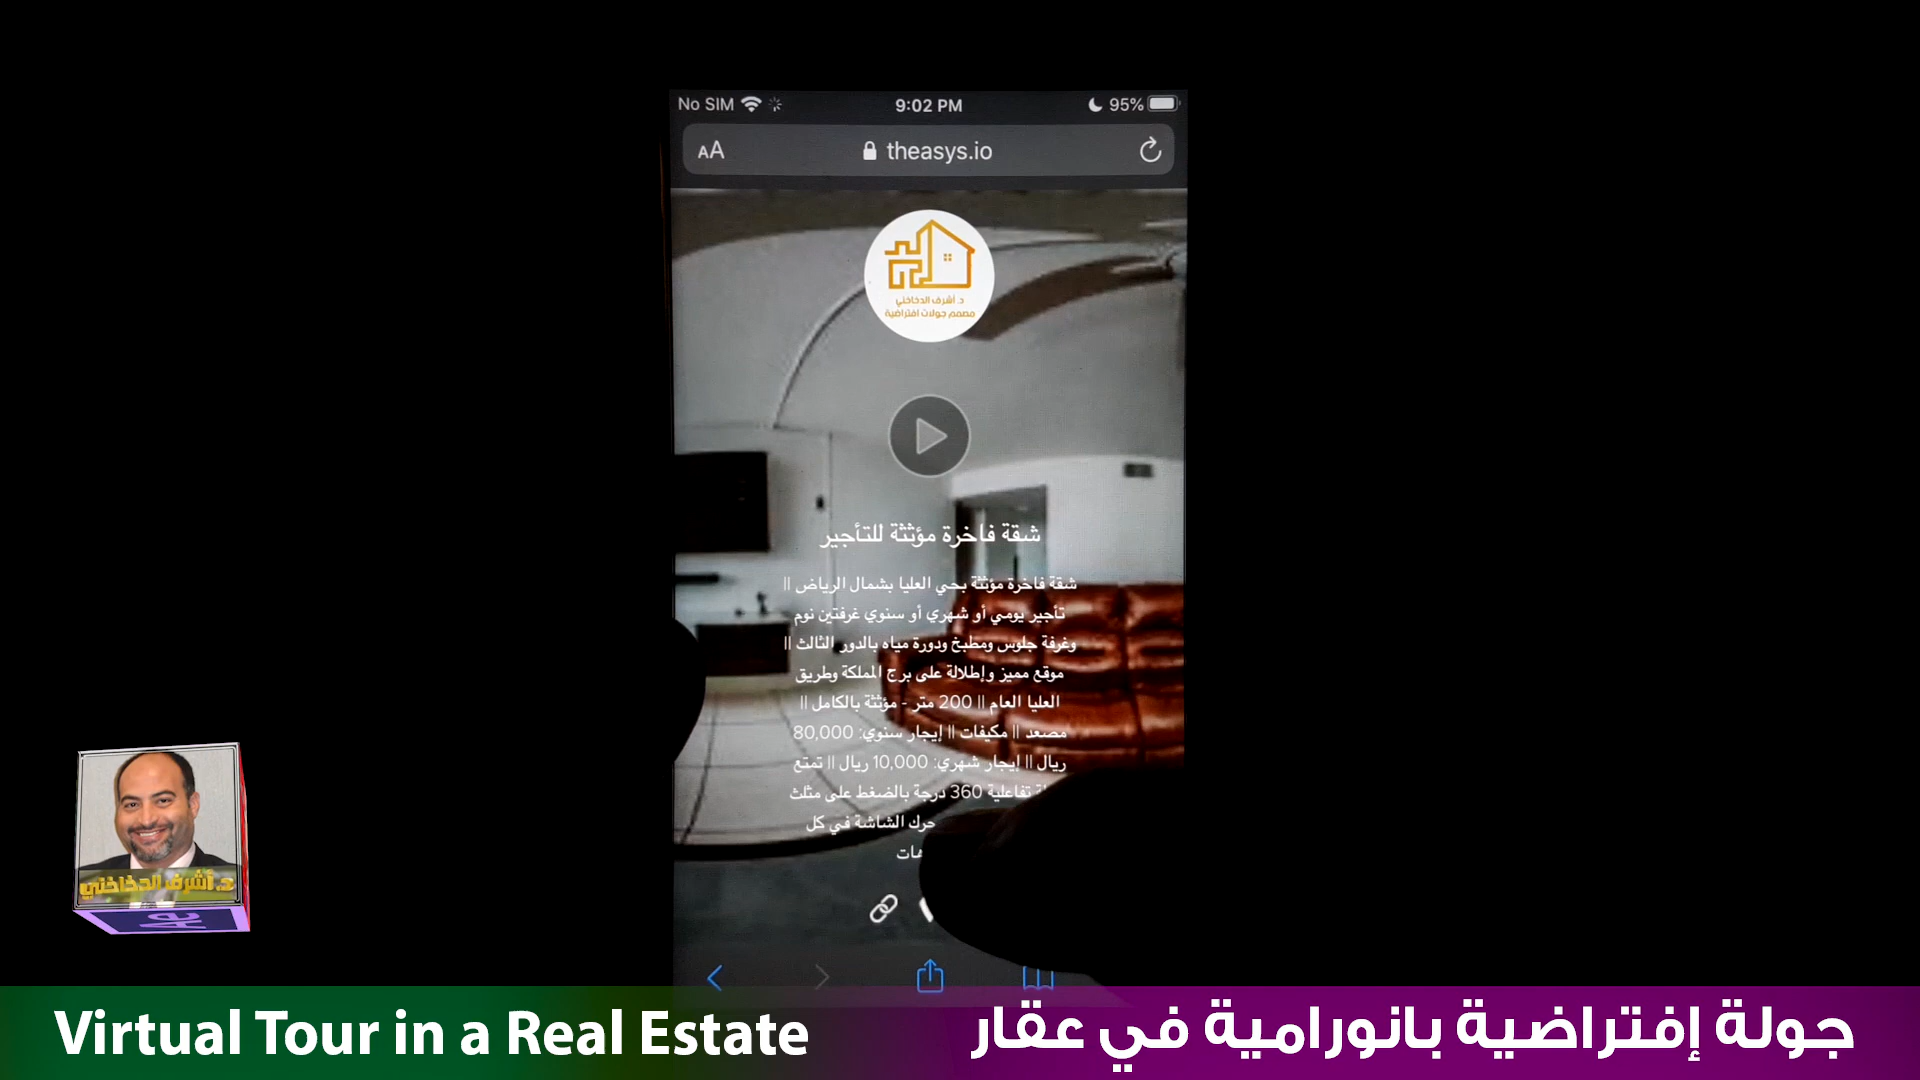 No SIM
9:02 PM
95%
AA
theasys.io
د. أشرف الدخاخني
مصمم جولات افتراضية
شقة فاخرة مؤثثة للتأجير
شقة فاخرة مؤثثة بحي العليا بشمال الرياض ||
تأجير يومي أو شهري أو سنوي غرفتين نوم
وغرفة جلوس ومطبخ ودورة مياه بالدور الثالث ||
موقع مميز وإطلالة على برج المملكة وطريق
العليا العام || 200 متر - مؤثثة بالكامل ||
مصعد || مكيفات || إيجار سنوي: 80,000
ريال || إيجار شهري: 10,000 ريال || تمتع
تفاعلية 360 درجة بالضغط على مثلث
حرك الشاشة في كل
د. أشرف الدخاخني
Ae
Virtual Tour in a Real Estate
جولة إفتراضية بانورامية في عقار